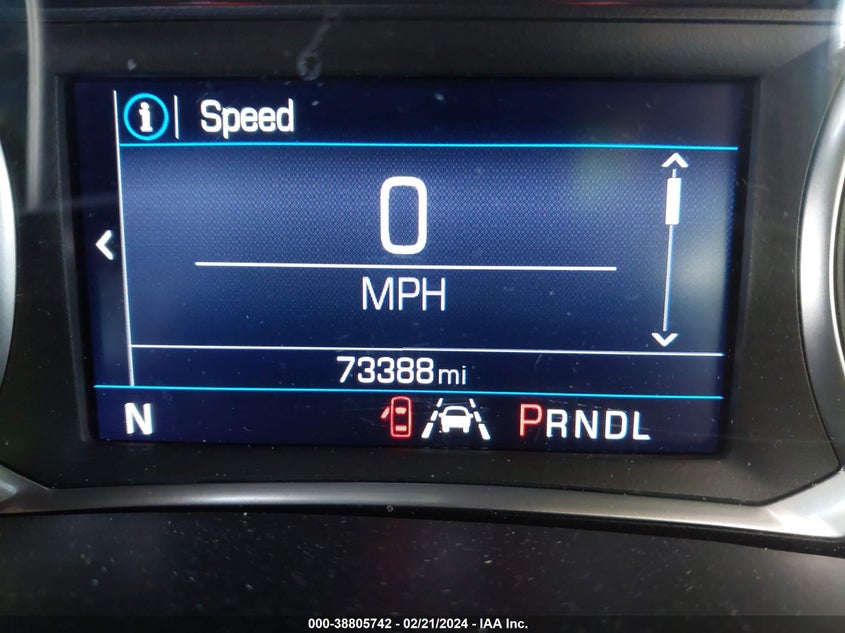 i Speed
0
MPH
73388mi
N PRNDL
000-38805742 - 02/21/2024 - IAA Inc.